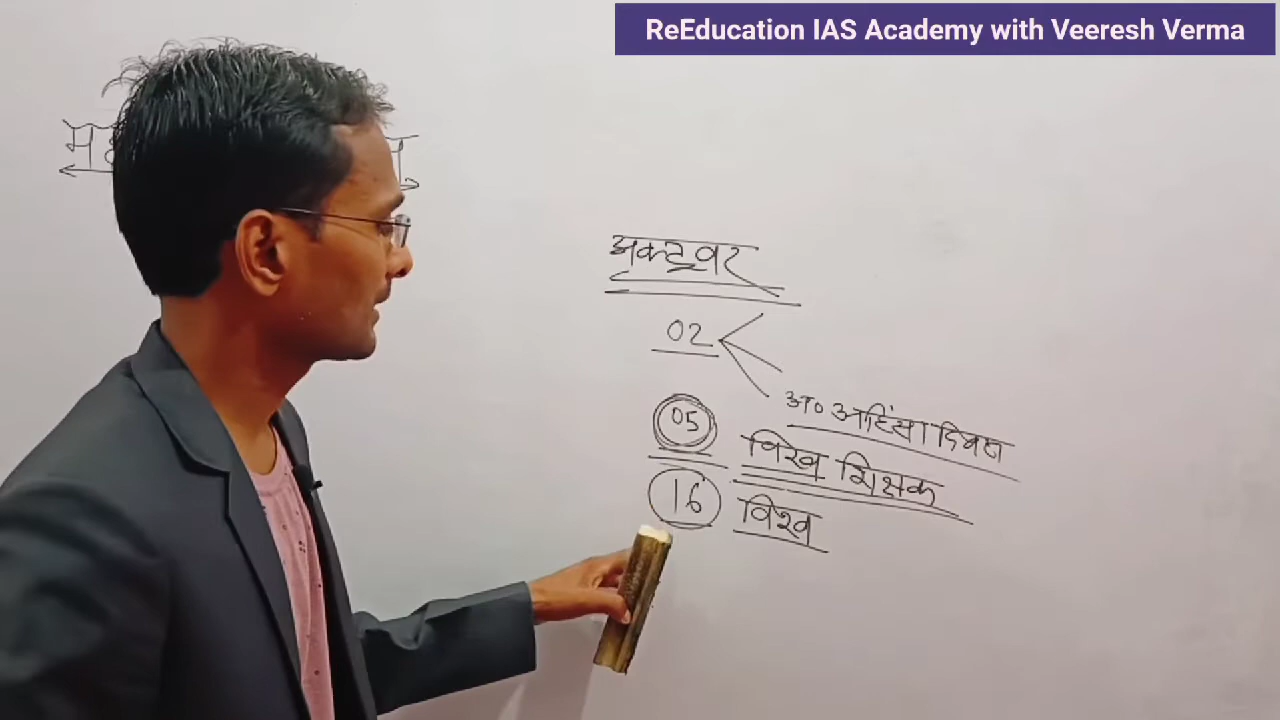 ReEducation IAS Academy with Veeresh Verma
अक्टूबर
02
अ० अहिंसा दिवस
05 विश्व शिक्षक
16 विश्व